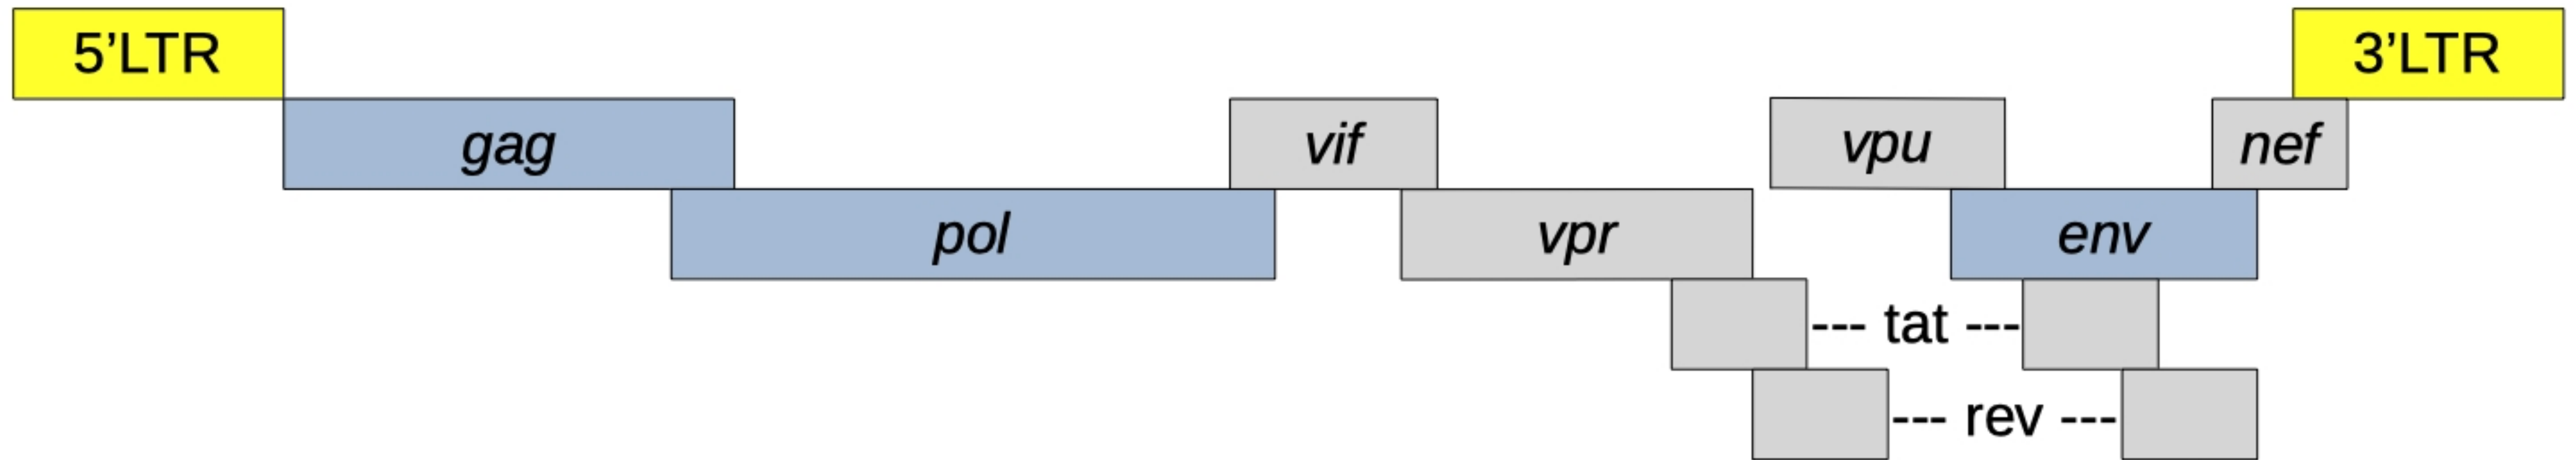 5’LTR
3’LTR
gag
vif
vpu
nef
pol
vpr
env
--- tat ---
--- rev ---